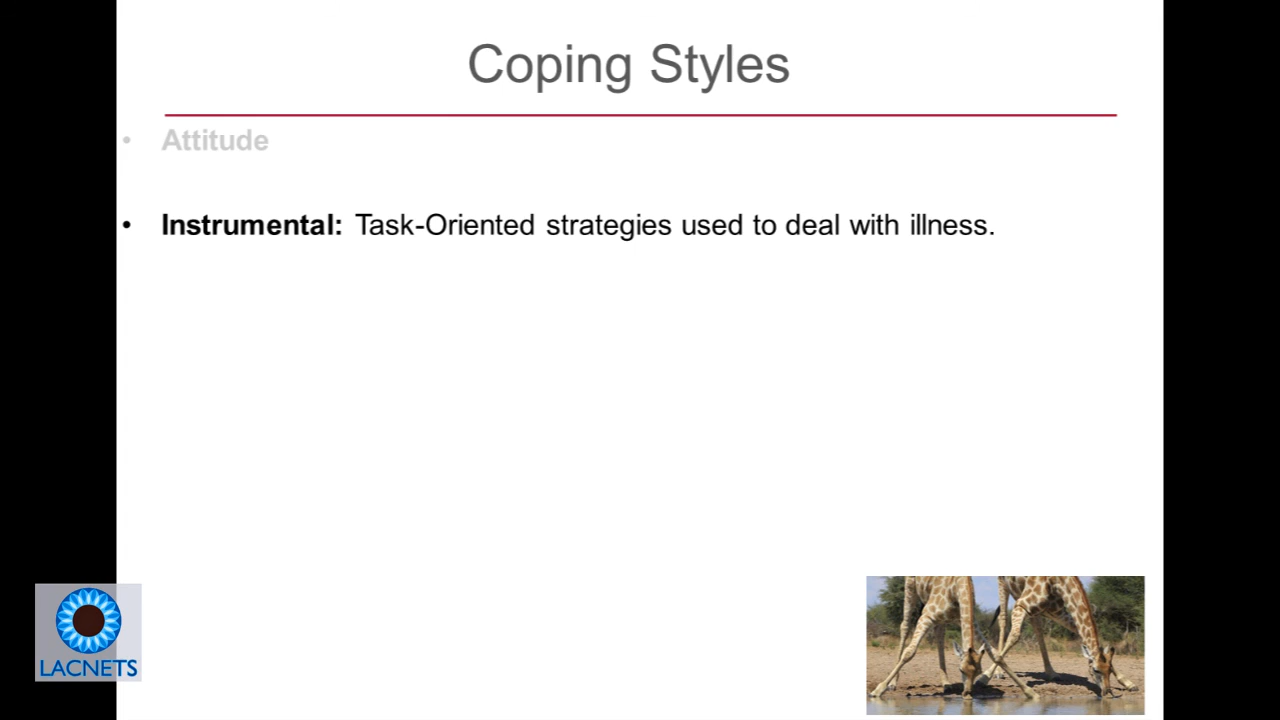 Coping Styles
• Attitude
• Instrumental: Task-Oriented strategies used to deal with illness.
LACNETS